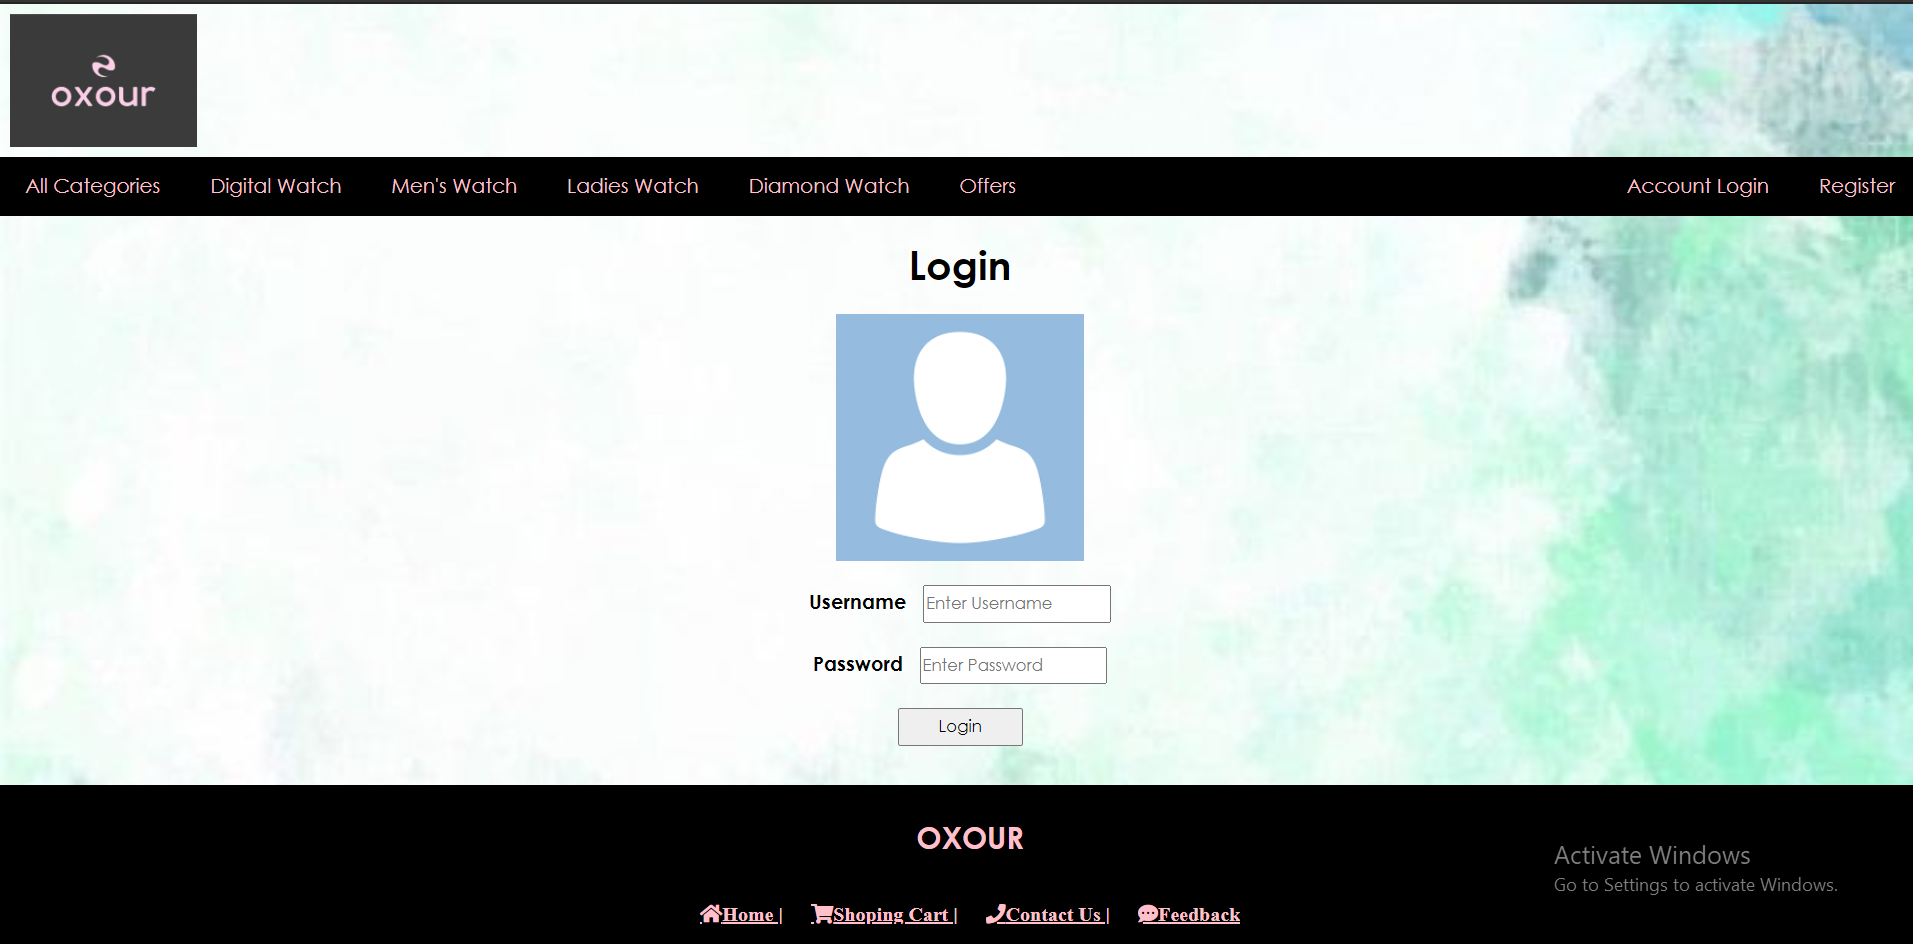 oxour
All Categories Digital Watch Men's Watch Ladies Watch Diamond Watch Offers Account Login Register
Login
Username Enter Username
Password Enter Password
Login
OXOUR
Activate Windows
Go to Settings to activate Windows.
Home | Shoping Cart | Contact Us | Feedback